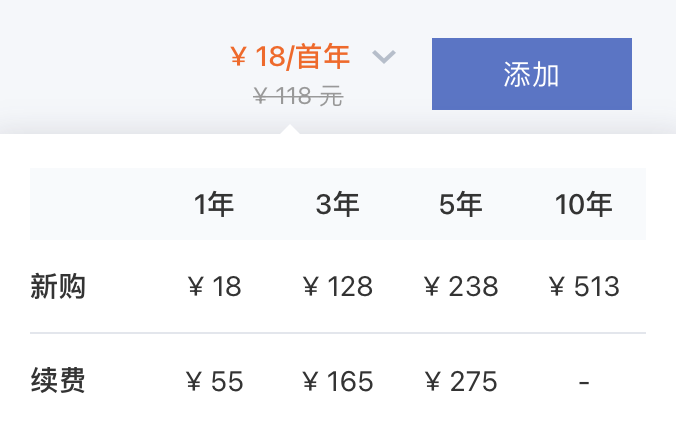 ¥ 18/首年
添加
¥ 118 元
1年 3年 5年 10年
新购 ¥ 18 ¥ 128 ¥ 238 ¥ 513
续费 ¥ 55 ¥ 165 ¥ 275 -